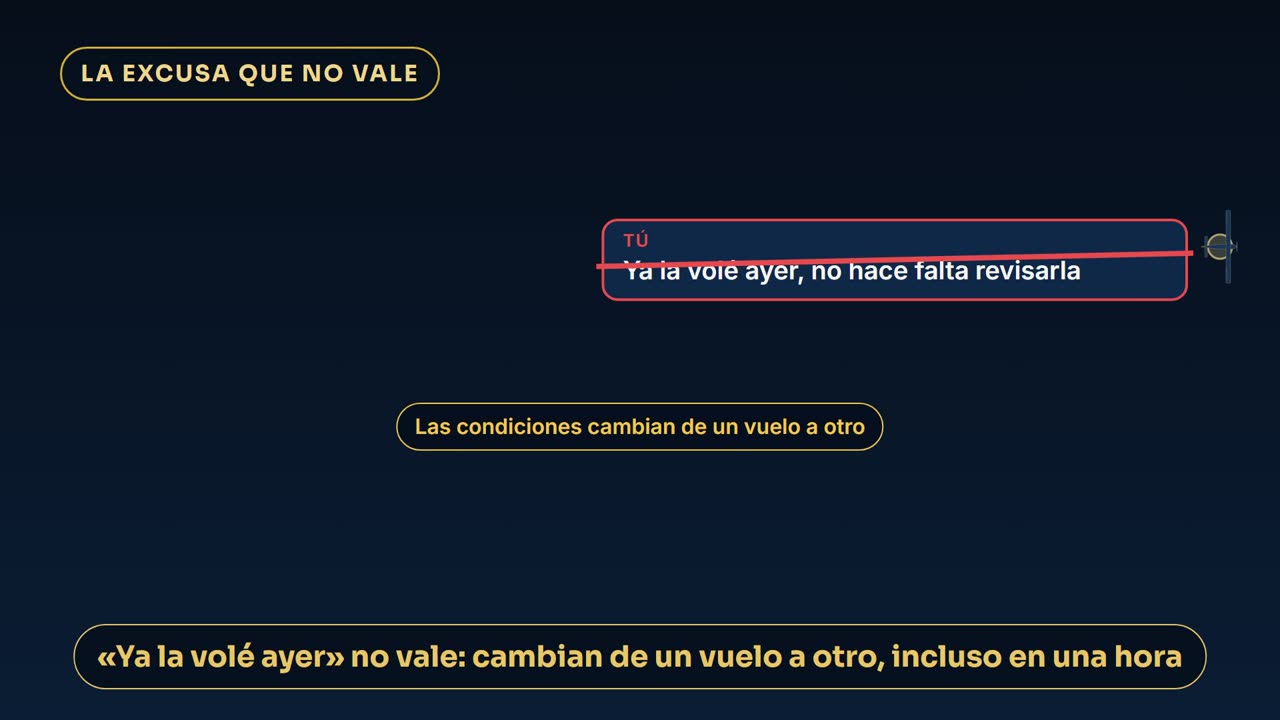 LA EXCUSA QUE NO VALE
TÚ
Ya la volé ayer, no hace falta revisarla
Las condiciones cambian de un vuelo a otro
«Ya la volé ayer» no vale: cambian de un vuelo a otro, incluso en una hora